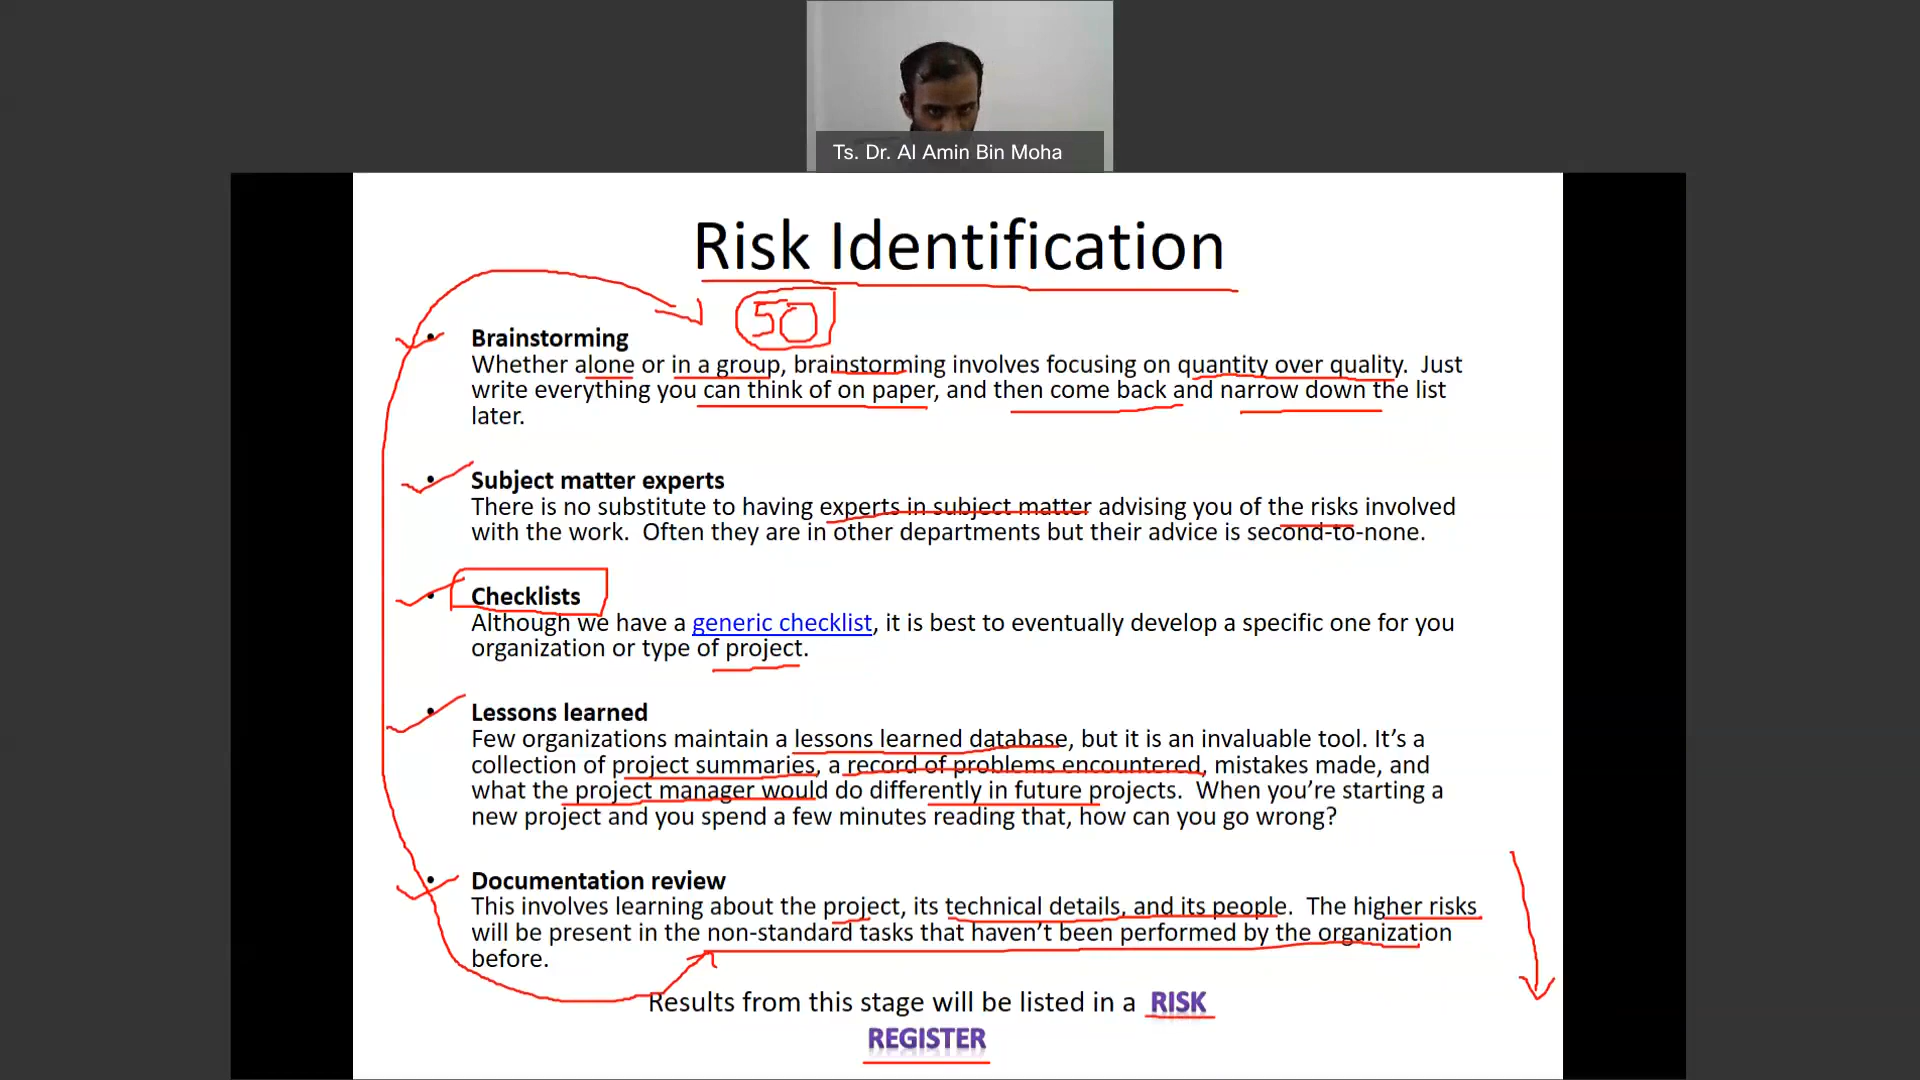 Ts. Dr. Al Amin Bin Moha
Risk Identification
50
• Brainstorming
Whether alone or in a group, brainstorming involves focusing on quantity over quality.  Just
write everything you can think of on paper, and then come back and narrow down the list
later.
• Subject matter experts
There is no substitute to having experts in subject matter advising you of the risks involved
with the work.  Often they are in other departments but their advice is second-to-none.
• Checklists
Although we have a generic checklist, it is best to eventually develop a specific one for you
organization or type of project.
• Lessons learned
Few organizations maintain a lessons learned database, but it is an invaluable tool. It’s a
collection of project summaries, a record of problems encountered, mistakes made, and
what the project manager would do differently in future projects.  When you’re starting a
new project and you spend a few minutes reading that, how can you go wrong?
• Documentation review
This involves learning about the project, its technical details, and its people.  The higher risks
will be present in the non-standard tasks that haven’t been performed by the organization
before.
Results from this stage will be listed in a RISK
REGISTER